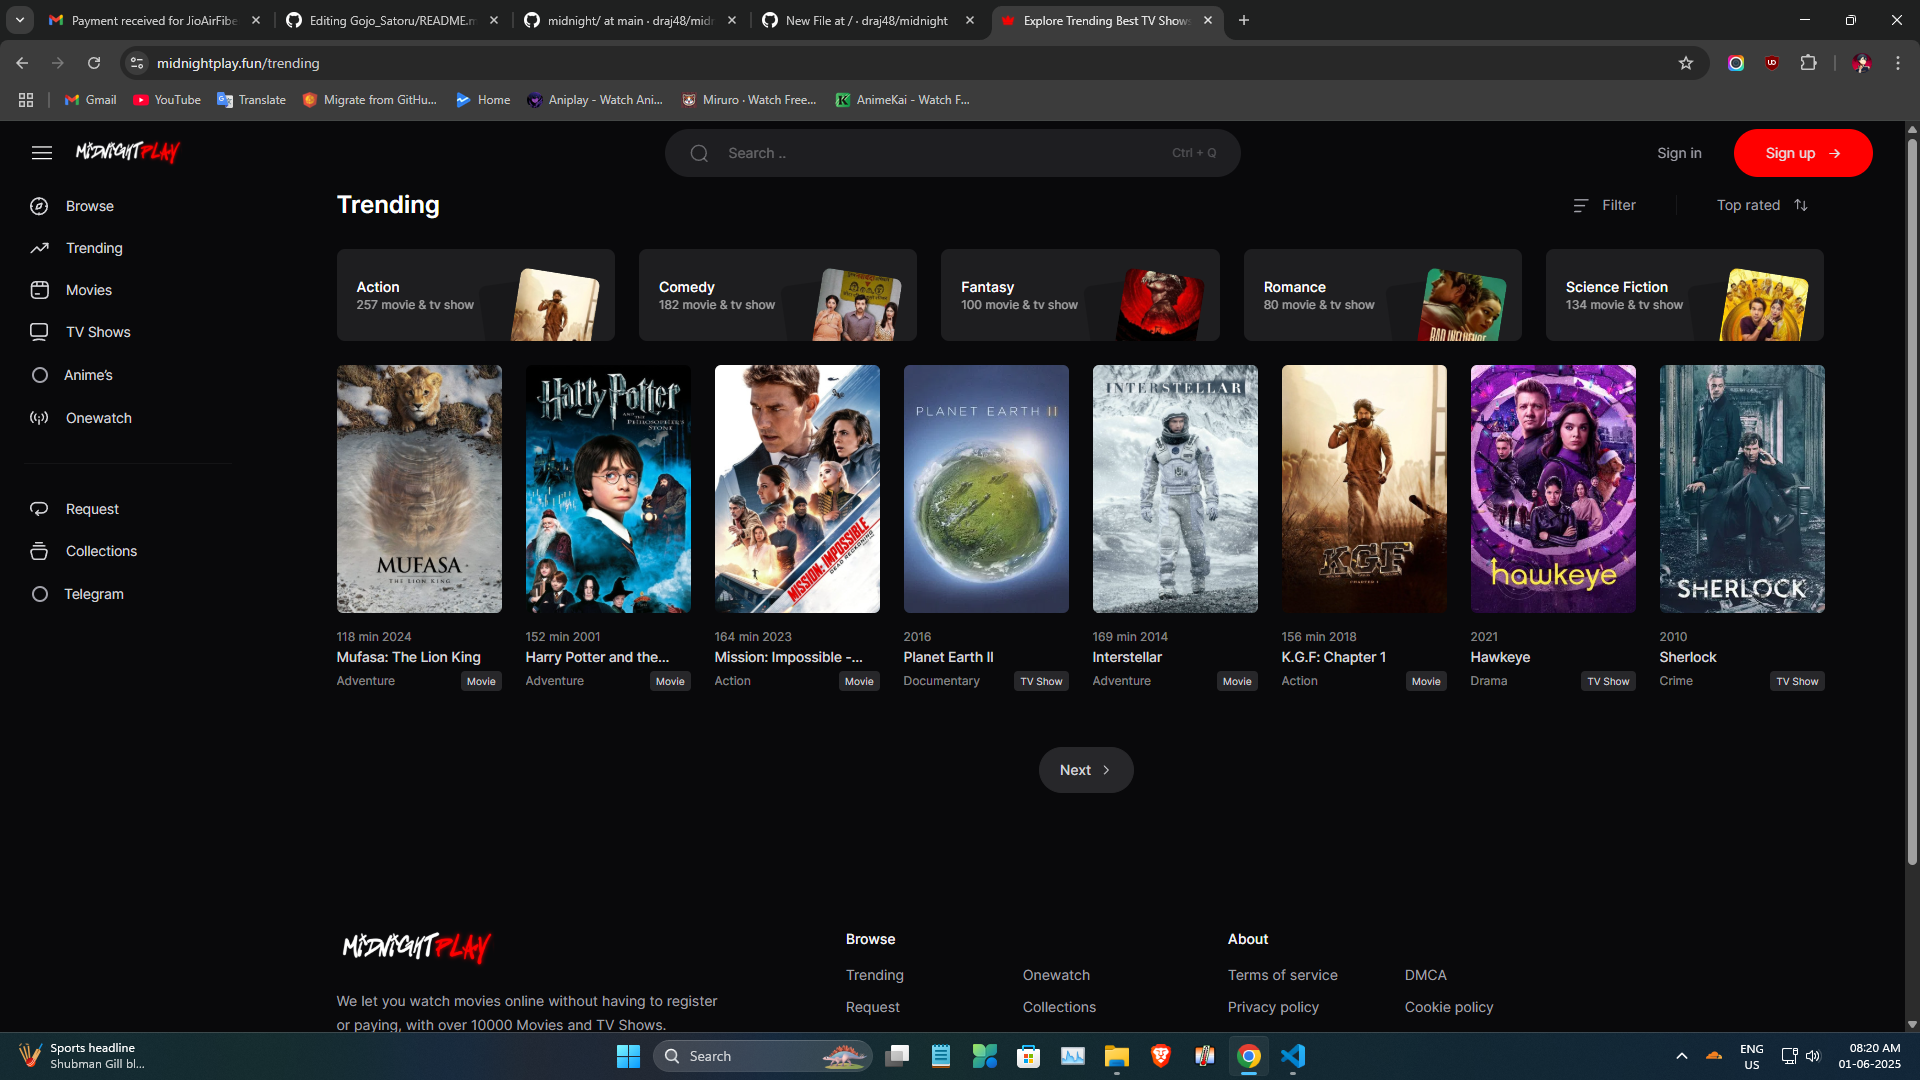 Payment received for JioAirFibe
Editing Gojo_Satoru/README.m
midnight/ at main · draj48/midn
New File at / · draj48/midnight
Explore Trending Best TV Shows
midnightplay.fun/trending
Gmail
YouTube
Translate
Migrate from GitHu...
Home
Aniplay - Watch Ani...
Miruro · Watch Free...
AnimeKai - Watch F...
MIDNIGHTPLAY
Search ..
Ctrl + Q
Sign in
Sign up
Browse
Trending
Movies
TV Shows
Anime's
Onewatch
Request
Collections
Telegram
Trending
Filter
Top rated
Action
257 movie & tv show
Comedy
182 movie & tv show
Fantasy
100 movie & tv show
Romance
80 movie & tv show
BAD INFLUENCE
Science Fiction
134 movie & tv show
MUFASA
THE LION KING
118 min 2024
Mufasa: The Lion King
Adventure
Movie
Harry Potter
AND THE
PHILOSOPHER'S
STONE
152 min 2001
Harry Potter and the...
Adventure
Movie
MISSION: IMPOSSIBLE
DEAD RECKONING
164 min 2023
Mission: Impossible -...
Action
Movie
PLANET EARTH II
2016
Planet Earth II
Documentary
TV Show
INTERSTELLAR
169 min 2014
Interstellar
Adventure
Movie
K.G.F
CHAPTER 1
156 min 2018
K.G.F: Chapter 1
Action
Movie
hawkeye
2021
Hawkeye
Drama
TV Show
SHERLOCK
2010
Sherlock
Crime
TV Show
Next
MIDNIGHTPLAY
We let you watch movies online without having to register
or paying, with over 10000 Movies and TV Shows.
Browse
Trending
Onewatch
Request
Collections
About
Terms of service
DMCA
Privacy policy
Cookie policy
Sports headline
Shubman Gill bl...
Search
ENG
US
08:20 AM
01-06-2025